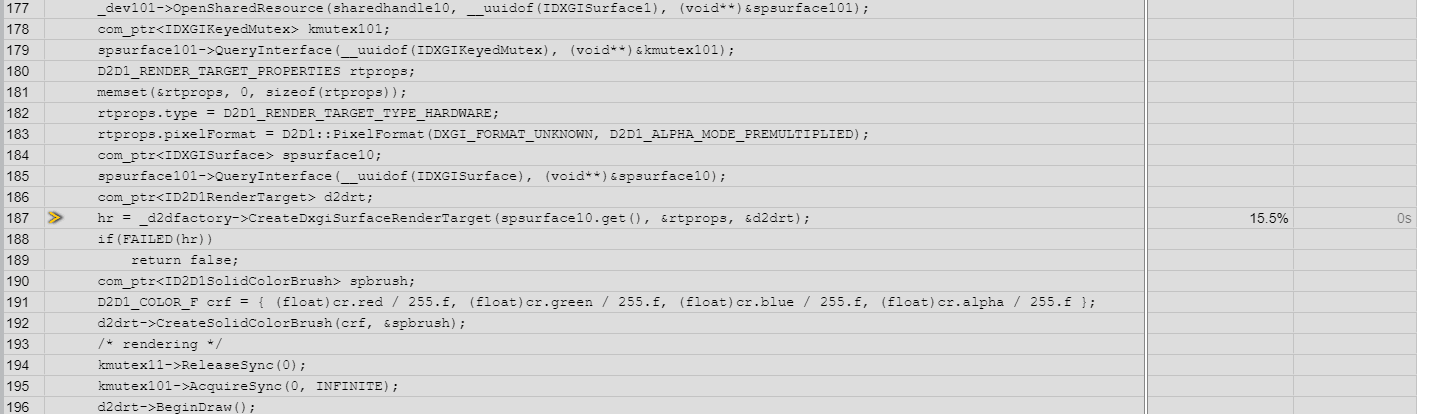 177 _dev101->OpenSharedResource(sharedhandle10, __uuidof(IDXGISurface1), (void**)&spsurface101);
178 com_ptr<IDXGIKeyedMutex> kmutex101;
179 spsurface101->QueryInterface(__uuidof(IDXGIKeyedMutex), (void**)&kmutex101);
180 D2D1_RENDER_TARGET_PROPERTIES rtprops;
181 memset(&rtprops, 0, sizeof(rtprops));
182 rtprops.type = D2D1_RENDER_TARGET_TYPE_HARDWARE;
183 rtprops.pixelFormat = D2D1::PixelFormat(DXGI_FORMAT_UNKNOWN, D2D1_ALPHA_MODE_PREMULTIPLIED);
184 com_ptr<IDXGISurface> spsurface10;
185 spsurface101->QueryInterface(__uuidof(IDXGISurface), (void**)&spsurface10);
186 com_ptr<ID2D1RenderTarget> d2drt;
187 hr = _d2dfactory->CreateDxgiSurfaceRenderTarget(spsurface10.get(), &rtprops, &d2drt); 15.5% 0s
188 if(FAILED(hr))
189 return false;
190 com_ptr<ID2D1SolidColorBrush> spbrush;
191 D2D1_COLOR_F crf = { (float)cr.red / 255.f, (float)cr.green / 255.f, (float)cr.blue / 255.f, (float)cr.alpha / 255.f };
192 d2drt->CreateSolidColorBrush(crf, &spbrush);
193 /* rendering */
194 kmutex11->ReleaseSync(0);
195 kmutex101->AcquireSync(0, INFINITE);
196 d2drt->BeginDraw();